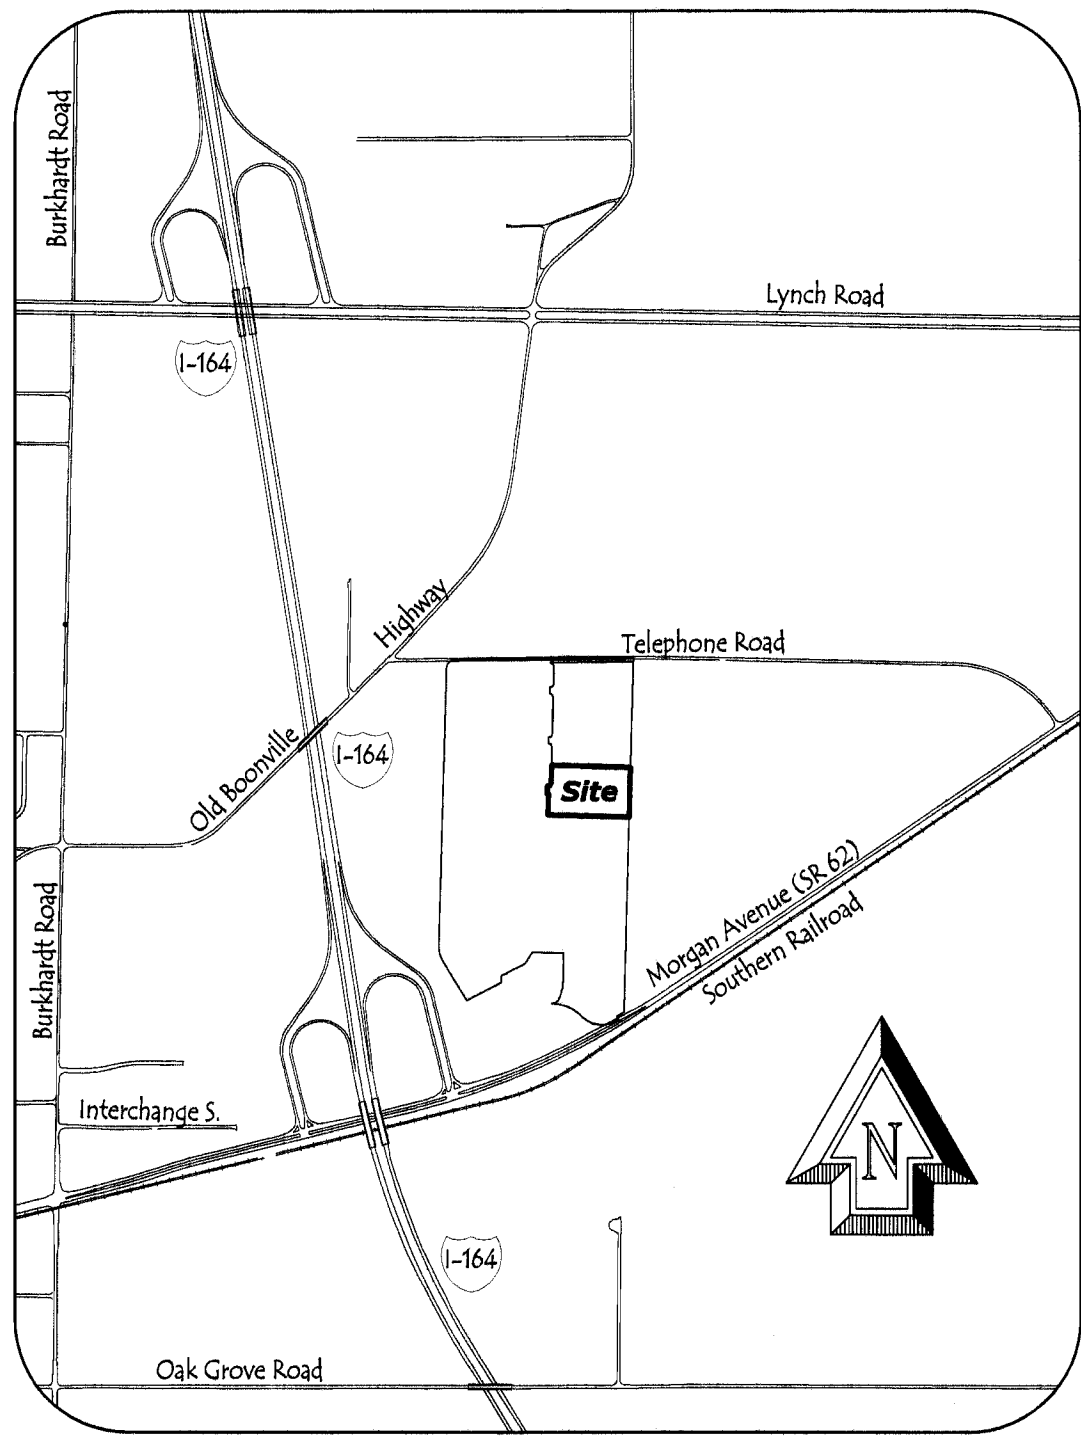 Burkhardt Road
Lynch Road
I-164
Highway
Telephone Road
Old Boonville
I-164
Site
Morgan Avenue (SR 62)
Southern Railroad
Burkhardt Road
Interchange S.
N
I-164
Oak Grove Road